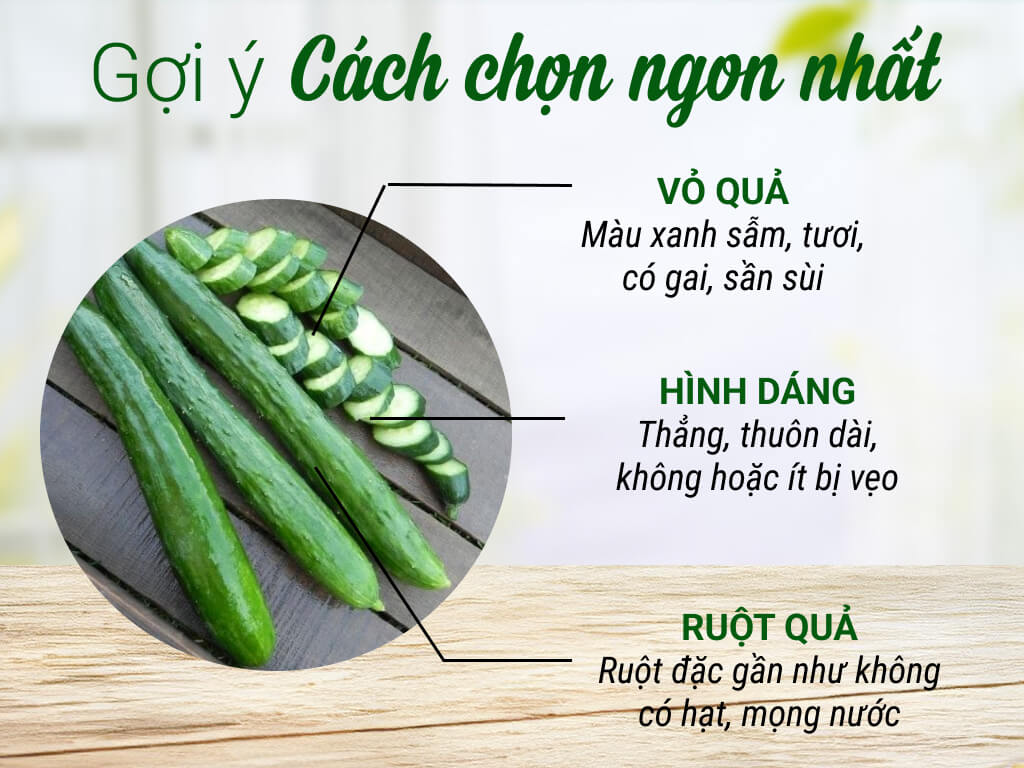 Gợi ý Cách chọn ngon nhất
VỎ QUẢ
Màu xanh sẫm, tươi,
có gai, sần sùi
HÌNH DÁNG
Thẳng, thuôn dài,
không hoặc ít bị vẹo
RUỘT QUẢ
Ruột đặc gần như không
có hạt, mọng nước